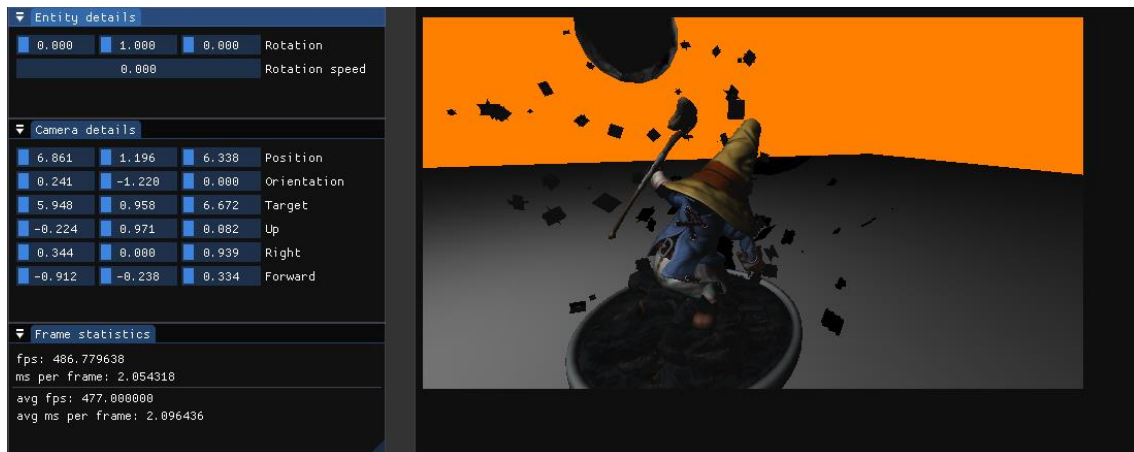 Entity details
0.000 1.000 0.000 Rotation
0.000 Rotation speed
Camera details
6.861 1.196 6.338 Position
0.241 -1.220 0.000 Orientation
5.948 0.958 6.672 Target
-0.224 0.971 0.082 Up
0.344 0.000 0.939 Right
-0.912 -0.238 0.334 Forward
Frame statistics
fps: 486.779638
ms per frame: 2.054318
avg fps: 477.000000
avg ms per frame: 2.096436